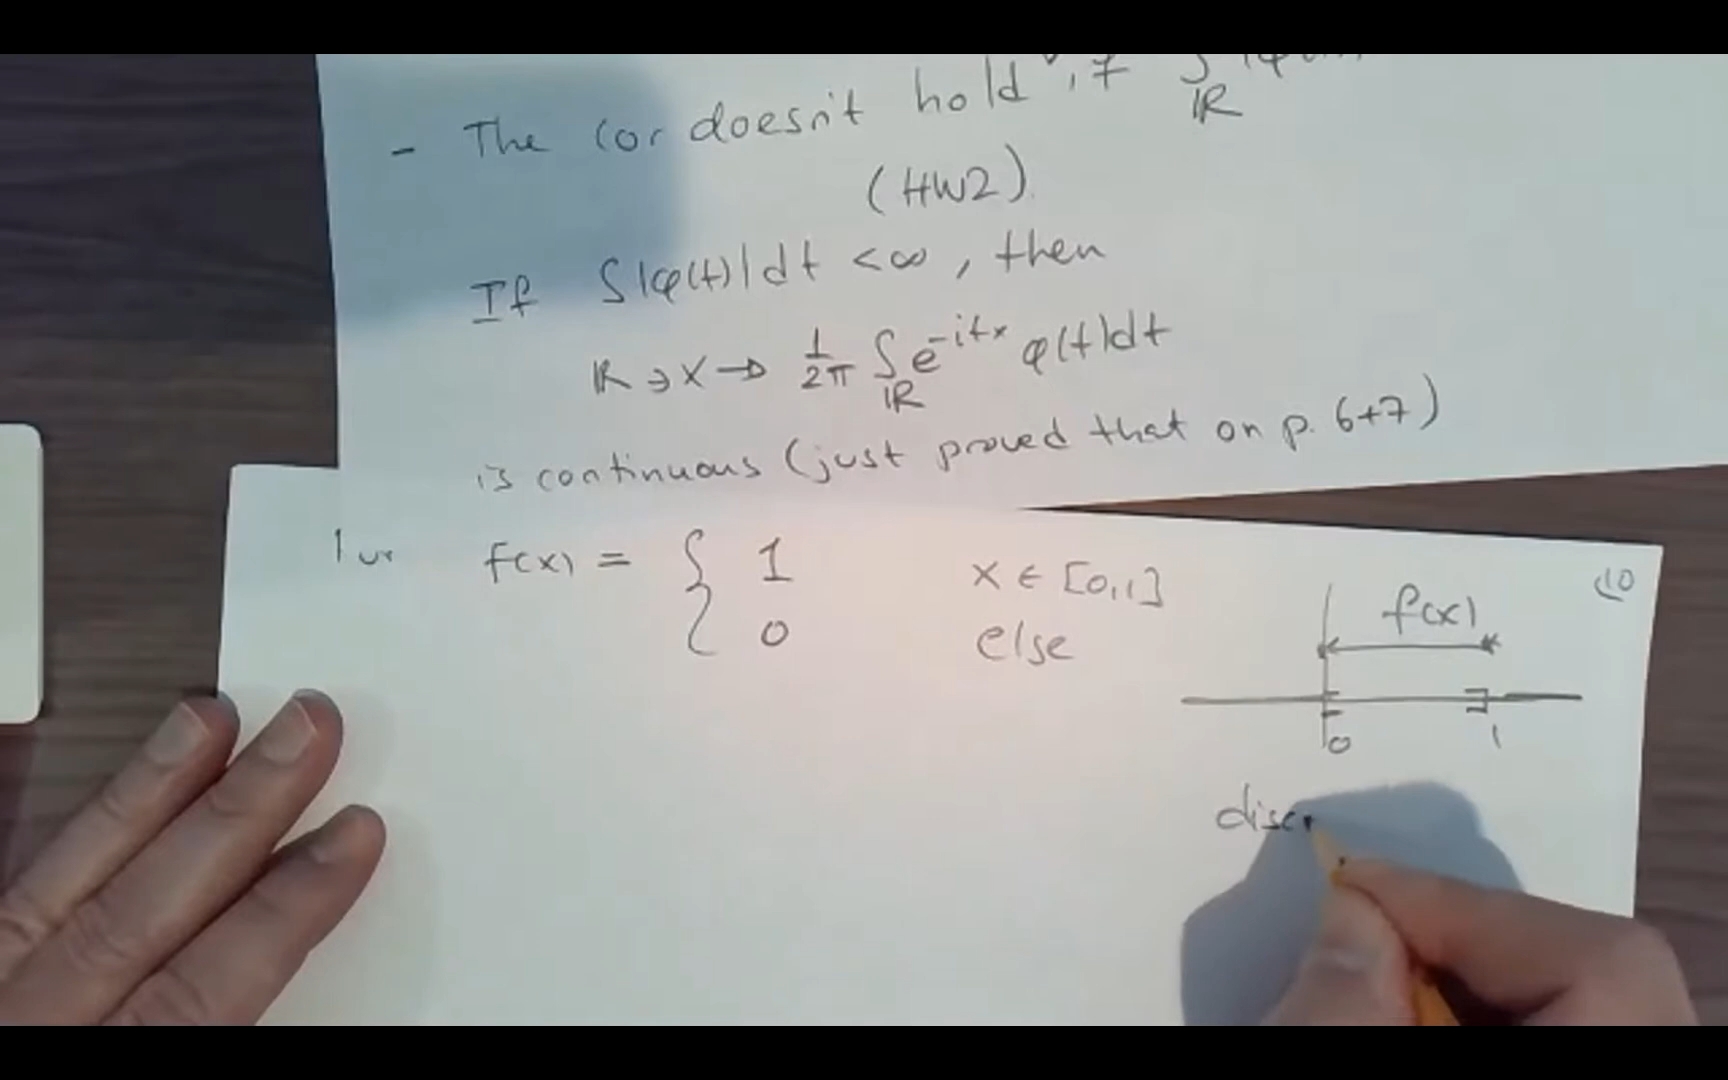 - The Cor doesn't hold if ∫
ℝ
(HW2).
If ∫|φ(t)|dt < ∞, then
ℝ ∋ x → 1/2π ∫_ℝ e^{-itx} φ(t)dt
is continuous (just proved that on p. 6+7)
10
f(x) = { 1 x ∈ [0,1]
0 else
f(x)
0 1
disc